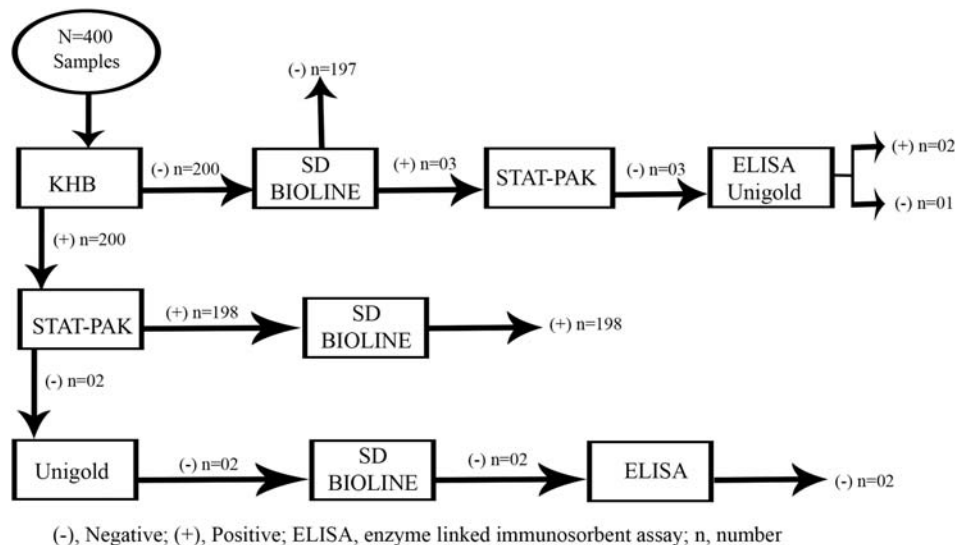 N=400
Samples
(-) n=197
KHB
(-) n=200
SD
BIOLINE
(+) n=03
STAT-PAK
(-) n=03
ELISA
Unigold
(+) n=02
(-) n=01
(+) n=200
STAT-PAK
(+) n=198
SD
BIOLINE
(+) n=198
(-) n=02
Unigold
(-) n=02
SD
BIOLINE
(-) n=02
ELISA
(-) n=02
(-), Negative; (+), Positive; ELISA, enzyme linked immunosorbent assay; n, number